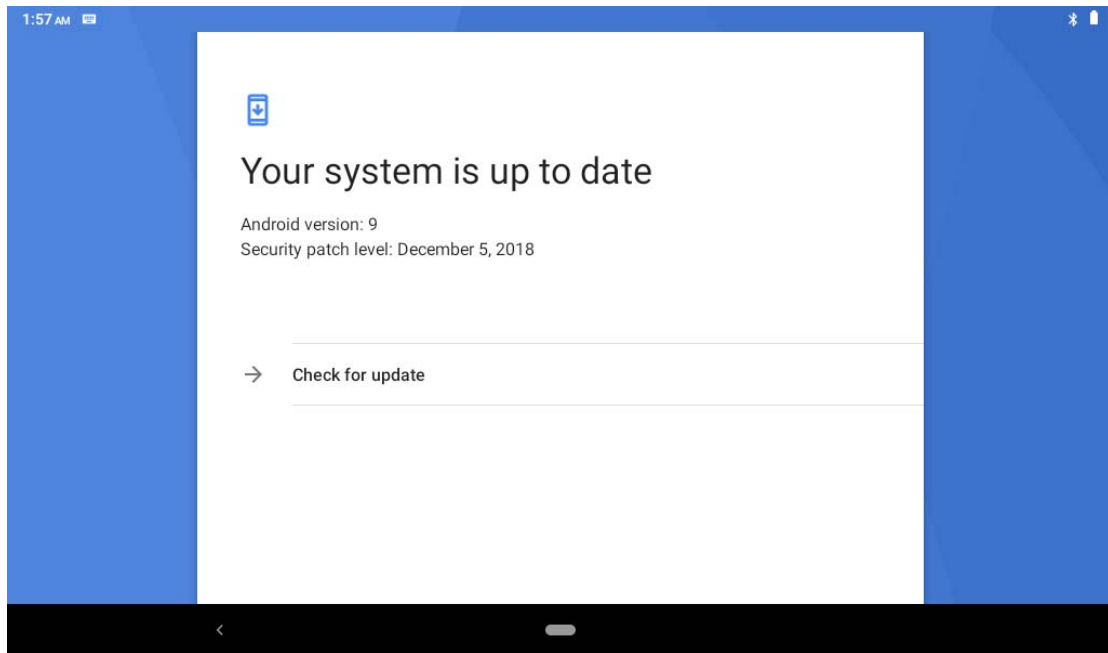 1:57 AM
Your system is up to date
Android version: 9
Security patch level: December 5, 2018
Check for update